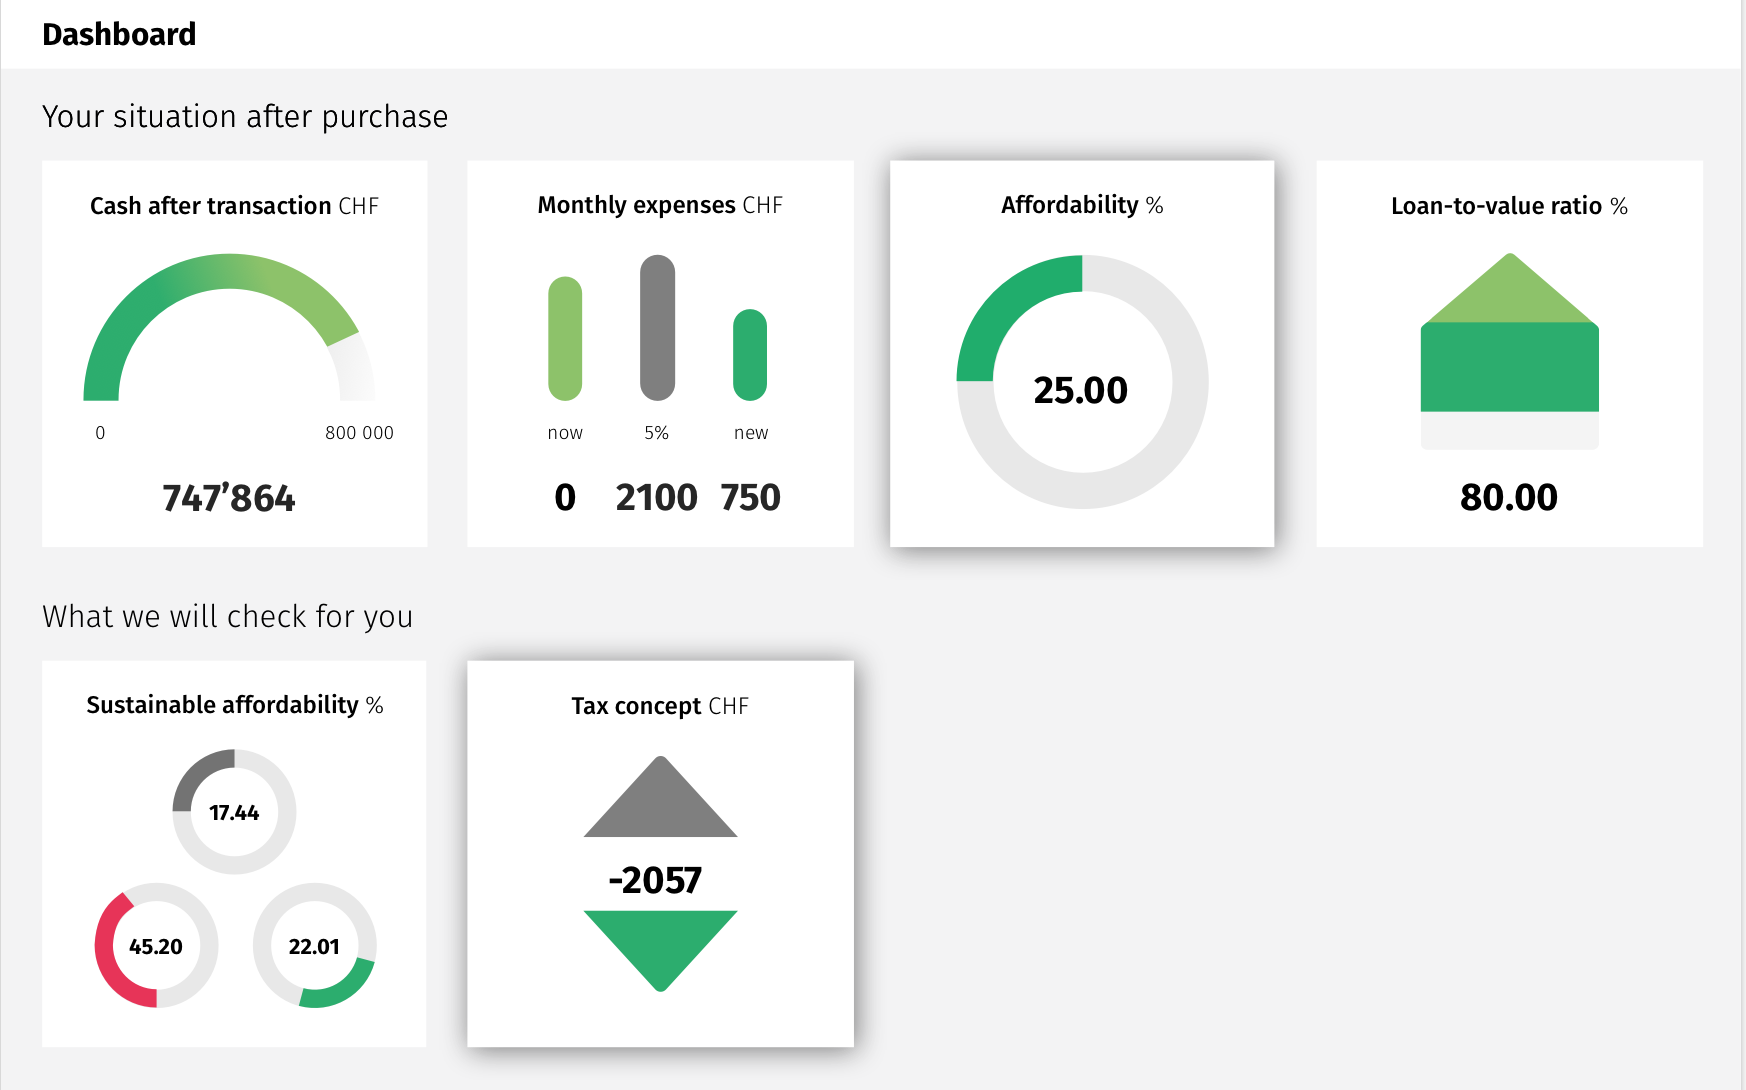 Dashboard
Your situation after purchase
Cash after transaction CHF
0 800 000
747’864
Monthly expenses CHF
now 5% new
0 2100 750
Affordability %
25.00
Loan-to-value ratio %
80.00
What we will check for you
Sustainable affordability %
17.44
45.20 22.01
Tax concept CHF
-2057